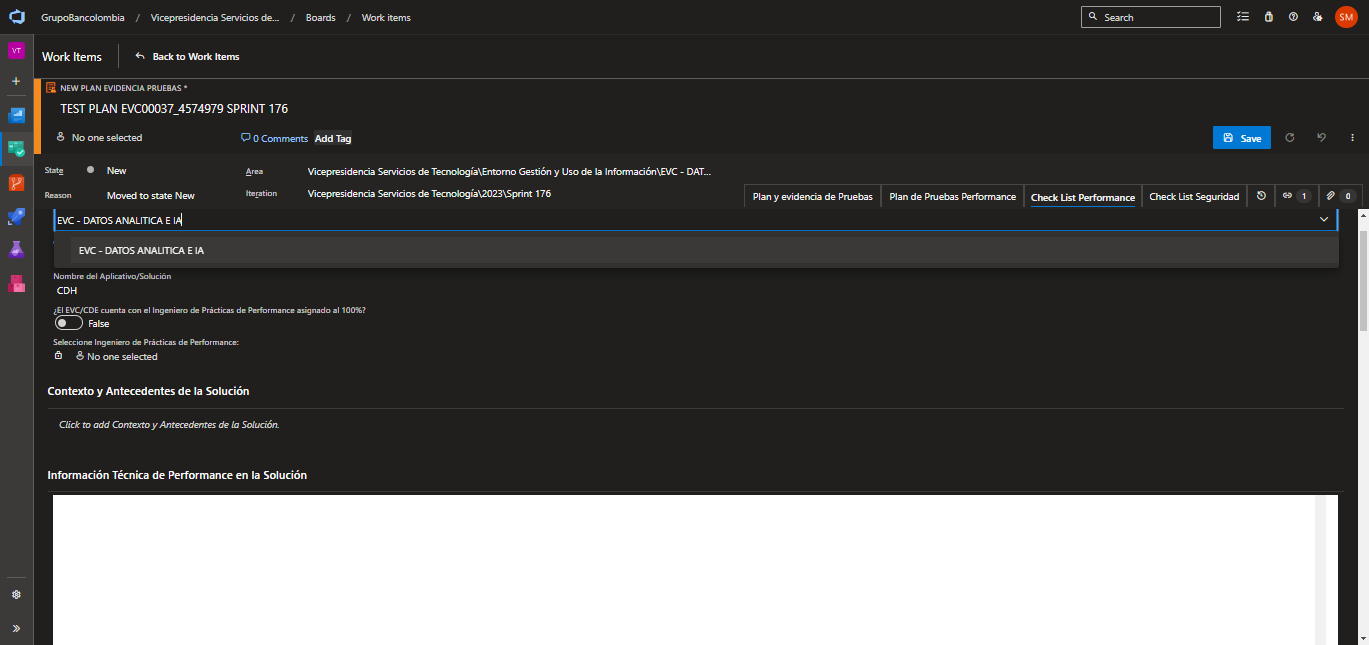 GrupoBancolombia / Vicepresidencia Servicios de... / Boards / Work items
Search
SM
VT
Work Items
Back to Work Items
NEW PLAN EVIDENCIA PRUEBAS *
TEST PLAN EVC00037_4574979 SPRINT 176
No one selected
0 Comments
Add Tag
Save
State
New
Area
Vicepresidencia Servicios de Tecnología\Entorno Gestión y Uso de la Información\EVC - DAT...
Reason
Moved to state New
Iteration
Vicepresidencia Servicios de Tecnología\2023\Sprint 176
Plan y evidencia de Pruebas
Plan de Pruebas Performance
Check List Performance
Check List Seguridad
1
0
EVC - DATOS ANALITICA E IA
EVC - DATOS ANALITICA E IA
Nombre del Aplicativo/Solución
CDH
¿El EVC/CDE cuenta con el Ingeniero de Prácticas de Performance asignado al 100%?
False
Seleccione Ingeniero de Prácticas de Performance:
No one selected
Contexto y Antecedentes de la Solución
Click to add Contexto y Antecedentes de la Solución.
Información Técnica de Performance en la Solución